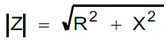 |Z| = √R² + X²